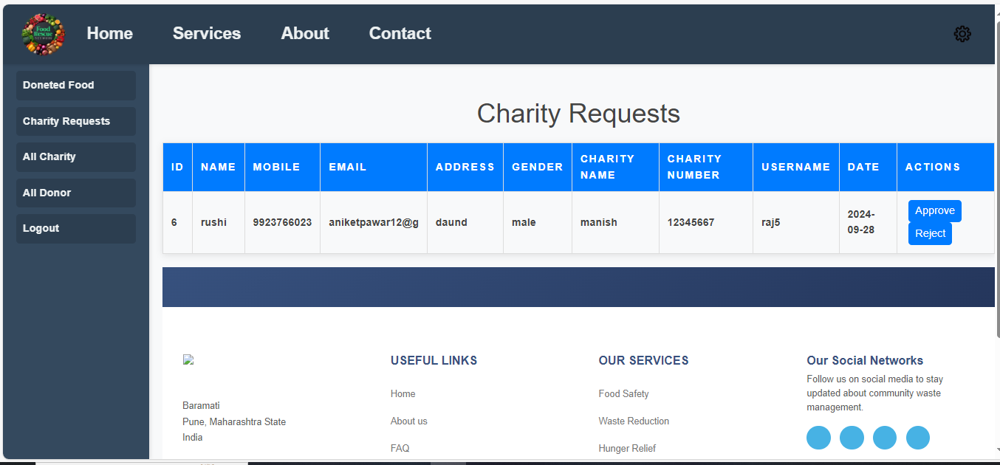 Food
Rescue
Home
Services
About
Contact
Doneted Food
Charity Requests
All Charity
All Donor
Logout
Charity Requests
ID NAME MOBILE EMAIL ADDRESS GENDER CHARITY NAME CHARITY NUMBER USERNAME DATE ACTIONS
6 rushi 9923766023 aniketpawar12@g daund male manish 12345667 raj5 2024-09-28 Approve
Reject
Baramati
Pune, Maharashtra State
India
USEFUL LINKS
Home
About us
FAQ
OUR SERVICES
Food Safety
Waste Reduction
Hunger Relief
Our Social Networks
Follow us on social media to stay
updated about community waste
management.